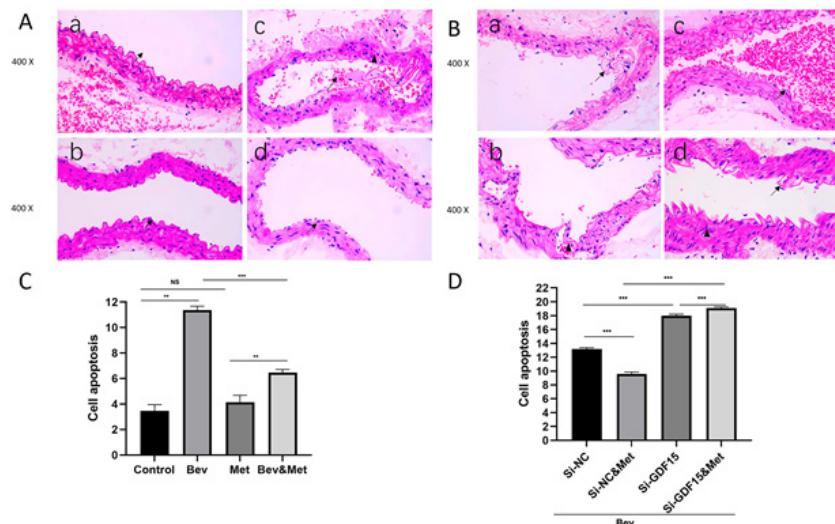 A
B
a
c
a
c
400 X
400 X
b
d
b
d
400 X
400 X
C
D
NS
***
**
**
Cell apoptosis
12
10
8
6
4
2
0
Control
Bev
Met
Bev&Met
***
***
***
***
Cell apoptosis
22
20
18
16
14
12
10
8
6
4
2
0
Si-NC
Si-NC&Met
Si-GDF15
Si-GDF15&Met
Bev